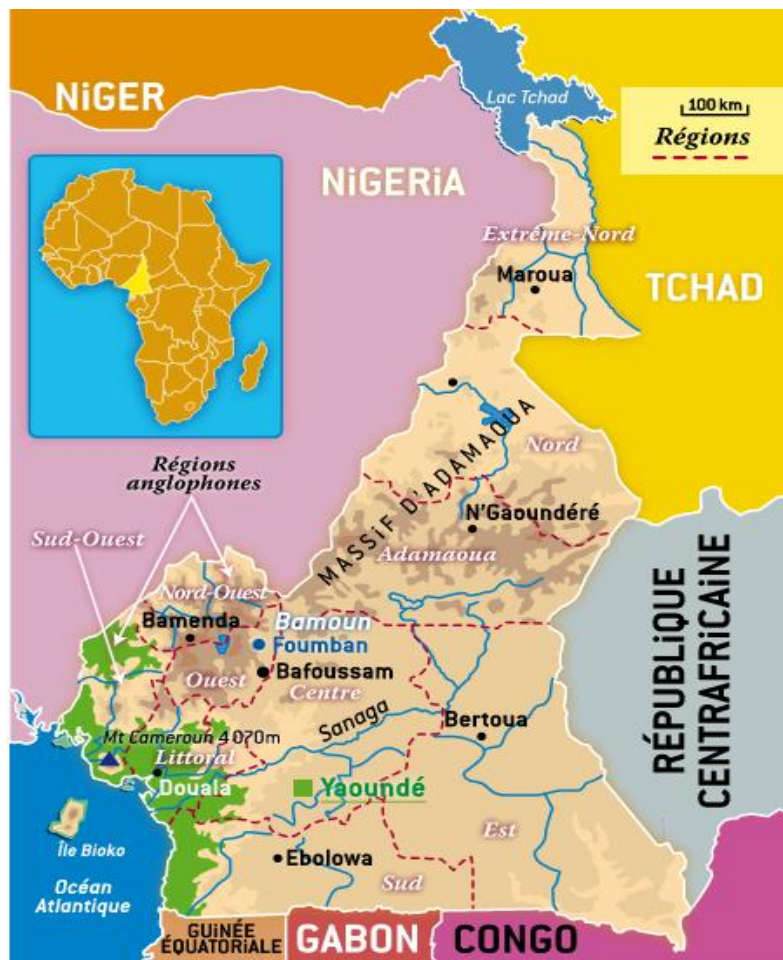 NiGER
Lac Tchad
100 km
Régions
NiGERiA
Extrême-Nord
Maroua
TCHAD
MASSiF D'ADAMAOUA
Nord
Régions
anglophones
N'Gaoundéré
Sud-Ouest
Adamaoua
Nord-Ouest
Bamenda
Bamoun
Foumban
Ouest
Bafoussam
Centre
RÉPUBLiQUE
CENTRAFRiCAiNE
Sanaga
Bertoua
Mt Cameroun 4 070m
Littoral
Douala
Yaoundé
Est
Île Bioko
Ebolowa
Sud
Océan
Atlantique
GUiNÉE
ÉQUATORiALE
GABON
CONGO